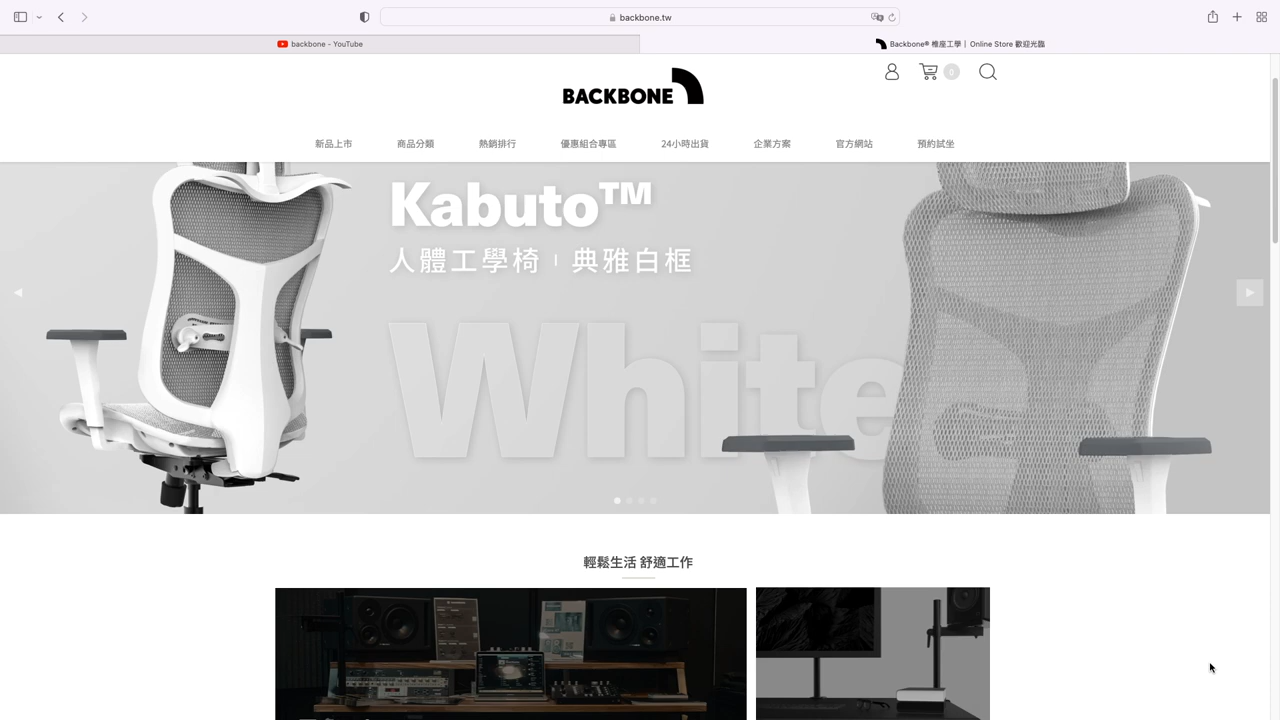 backbone.tw
backbone - YouTube
Backbone® 椅座工學 | Online Store 歡迎光臨
BACKBONE
0
新品上市
商品分類
熱銷排行
優惠組合專區
24小時出貨
企業方案
官方網站
預約試坐
Kabuto™
人體工學椅 | 典雅白框
White
輕鬆生活 舒適工作